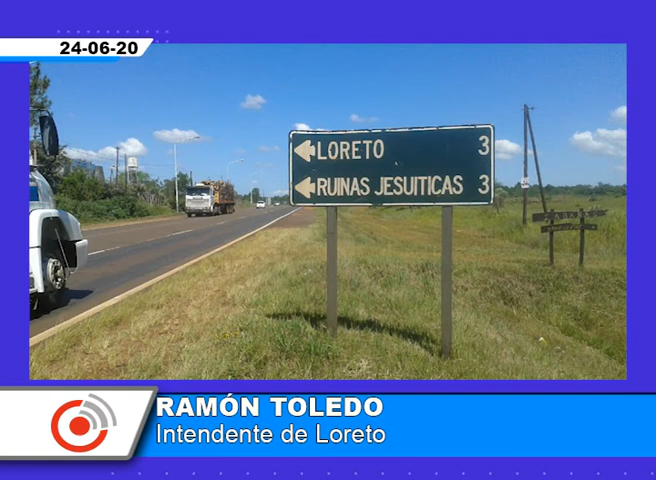 24-06-20
LORETO 3
RUINAS JESUITICAS 3
RAMÓN TOLEDO
Intendente de Loreto